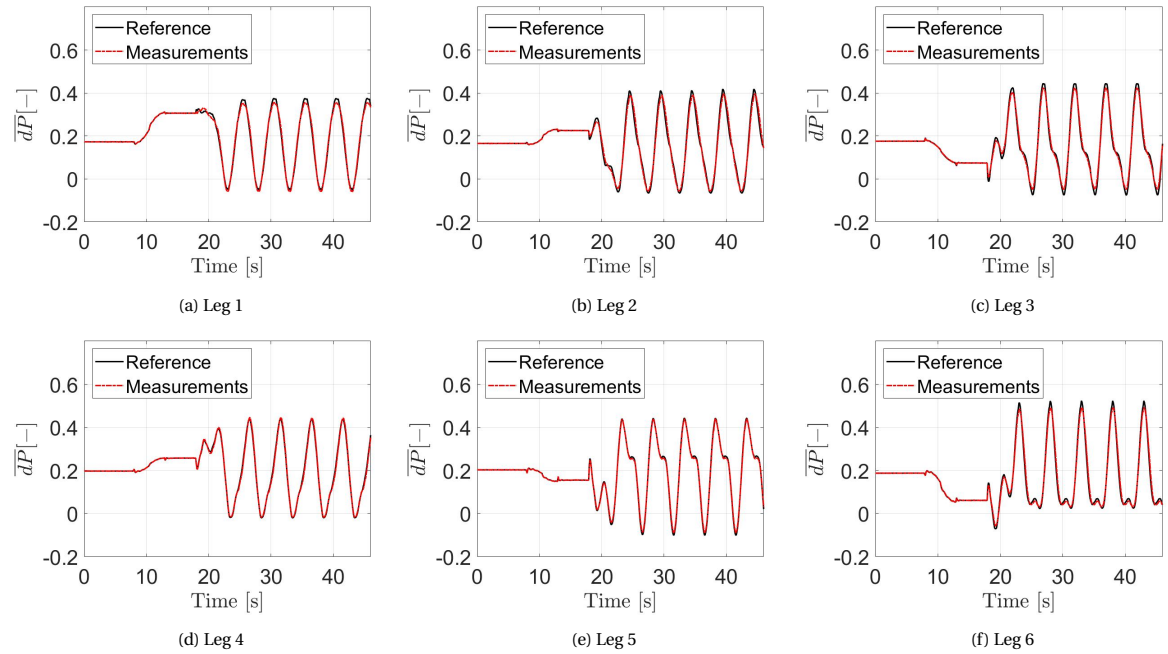 Reference
Measurements
0.6
0.4
0.2
0
-0.2
0 10 20 30 40
dP[−]
Time [s]
(a) Leg 1
Reference
Measurements
0.6
0.4
0.2
0
-0.2
0 10 20 30 40
dP[−]
Time [s]
(b) Leg 2
Reference
Measurements
0.6
0.4
0.2
0
-0.2
0 10 20 30 40
dP[−]
Time [s]
(c) Leg 3
Reference
Measurements
0.6
0.4
0.2
0
-0.2
0 10 20 30 40
dP[−]
Time [s]
(d) Leg 4
Reference
Measurements
0.6
0.4
0.2
0
-0.2
0 10 20 30 40
dP[−]
Time [s]
(e) Leg 5
Reference
Measurements
0.6
0.4
0.2
0
-0.2
0 10 20 30 40
dP[−]
Time [s]
(f) Leg 6